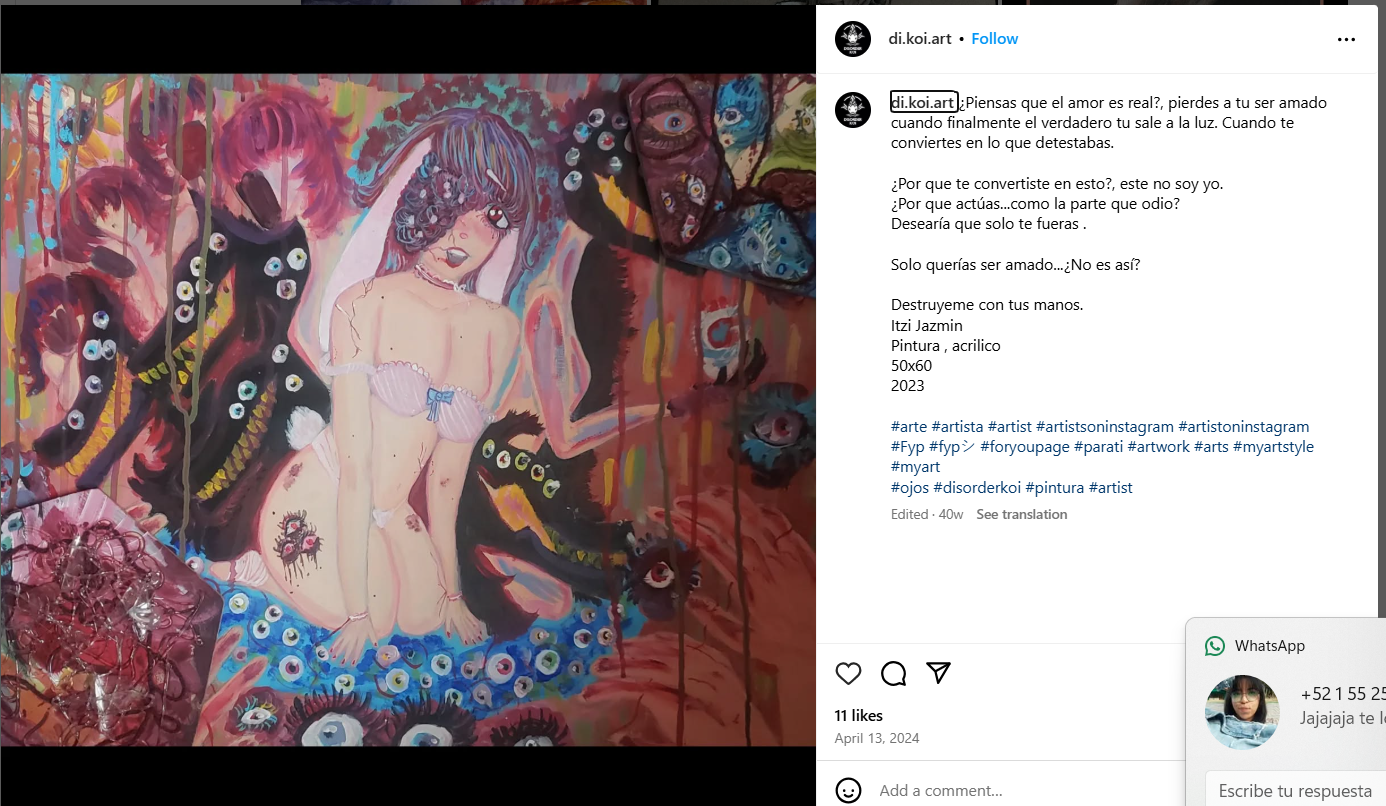 di.koi.art • Follow
di.koi.art ¿Piensas que el amor es real?, pierdes a tu ser amado
cuando finalmente el verdadero tu sale a la luz. Cuando te
conviertes en lo que detestabas.
¿Por que te convertiste en esto?, este no soy yo.
¿Por que actúas...como la parte que odio?
Desearía que solo te fueras .
Solo querías ser amado...¿No es así?
Destruyeme con tus manos.
Itzi Jazmin
Pintura , acrilico
50x60
2023
#arte #artista #artist #artistsoninstagram #artistoninstagram
#Fyp #fypシ #foryoupage #parati #artwork #arts #myartstyle
#myart
#ojos #disorderkoi #pintura #artist
Edited · 40w See translation
11 likes
April 13, 2024
Add a comment...
WhatsApp
+52 1 55 25
Jajajaja te
Escribe tu respuesta